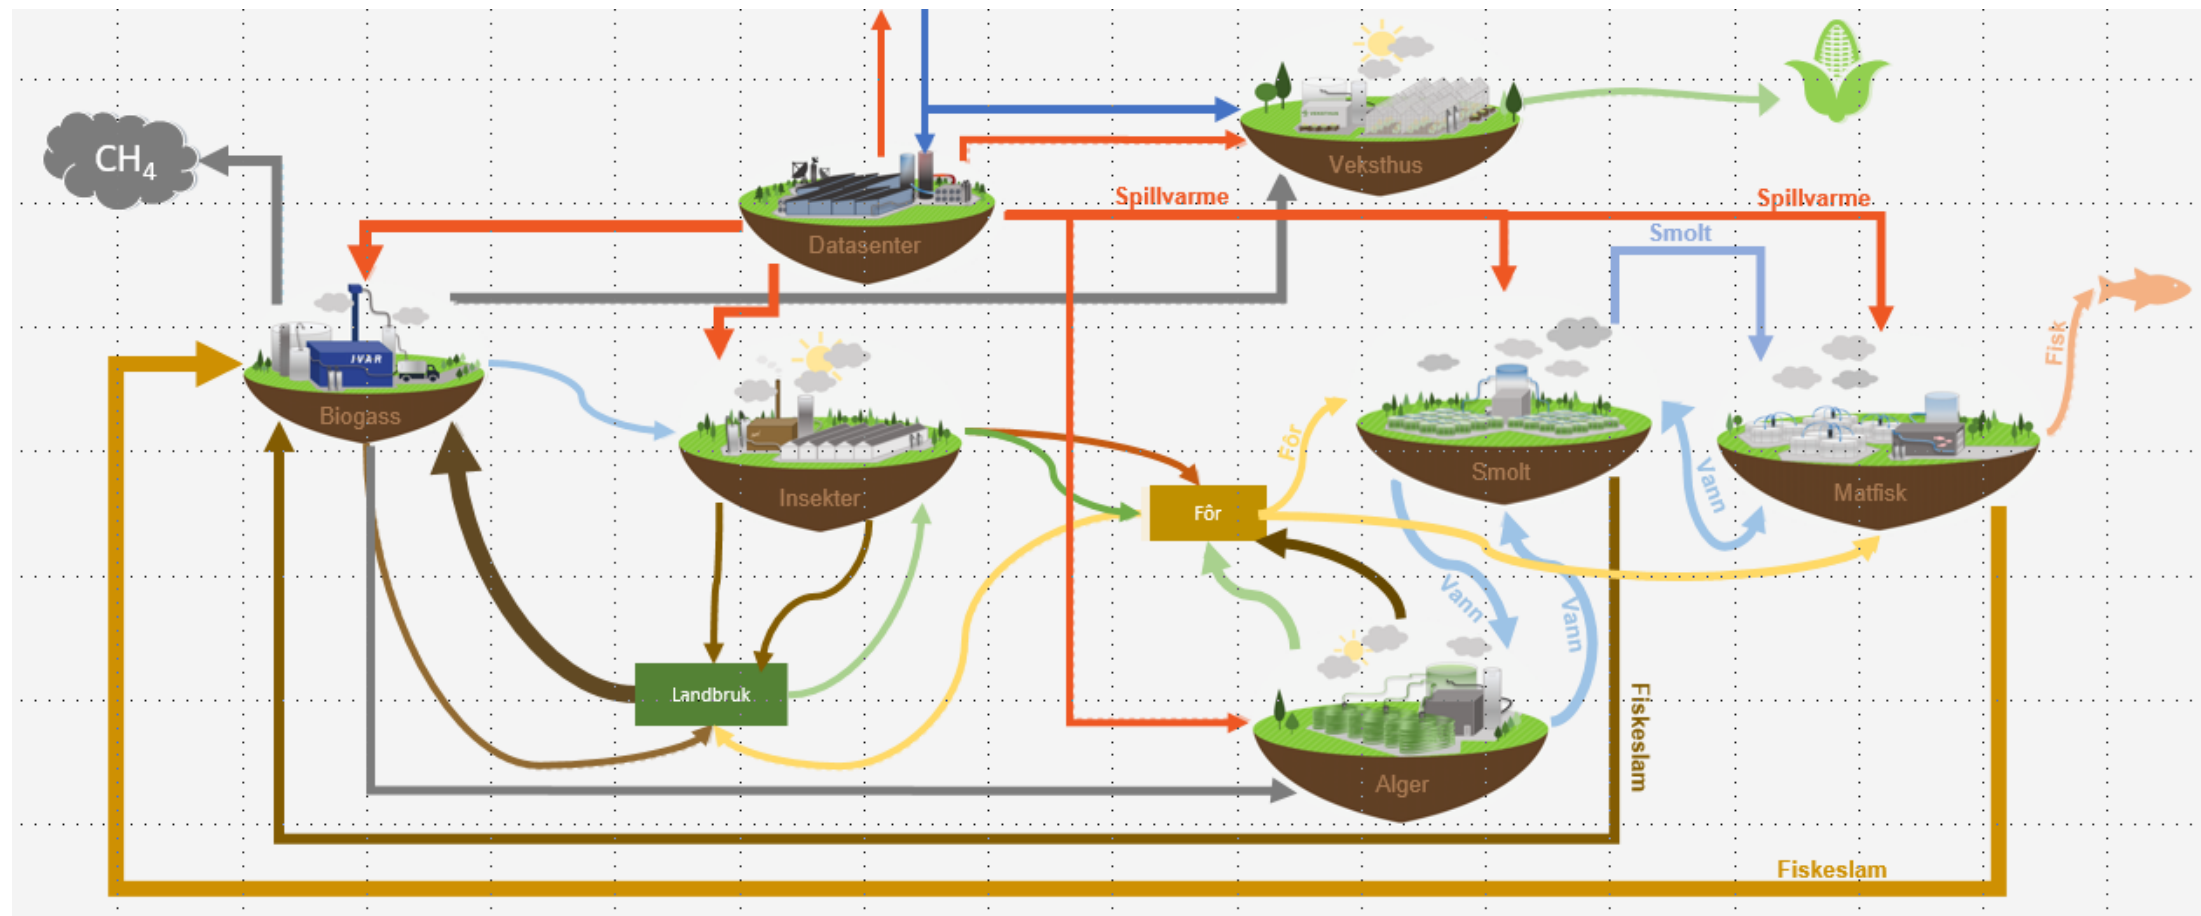 CH₄
Veksthus
VEKSTHUS
Spillvarme
Spillvarme
Smolt
Datasenter
Fisk
IVAR
Biogass
Fôr
Smolt
Vann
Matfisk
Insekter
Fôr
Vann
Vann
Landbruk
Fiskeslam
Alger
Fiskeslam